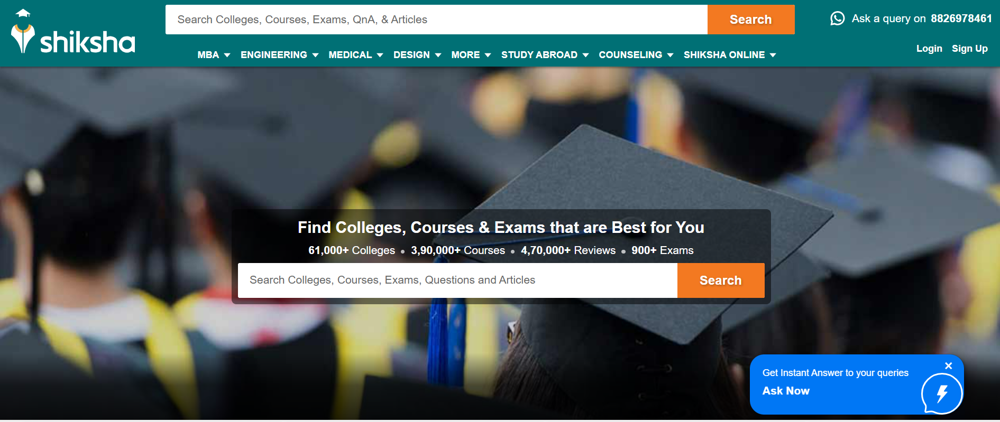 shiksha
Search Colleges, Courses, Exams, QnA, & Articles
Search
Ask a query on 8826978461
MBA ENGINEERING MEDICAL DESIGN MORE STUDY ABROAD COUNSELING SHIKSHA ONLINE
Login Sign Up
Find Colleges, Courses & Exams that are Best for You
61,000+ Colleges • 3,90,000+ Courses • 4,70,000+ Reviews • 900+ Exams
Search Colleges, Courses, Exams, Questions and Articles
Search
Get Instant Answer to your queries
Ask Now